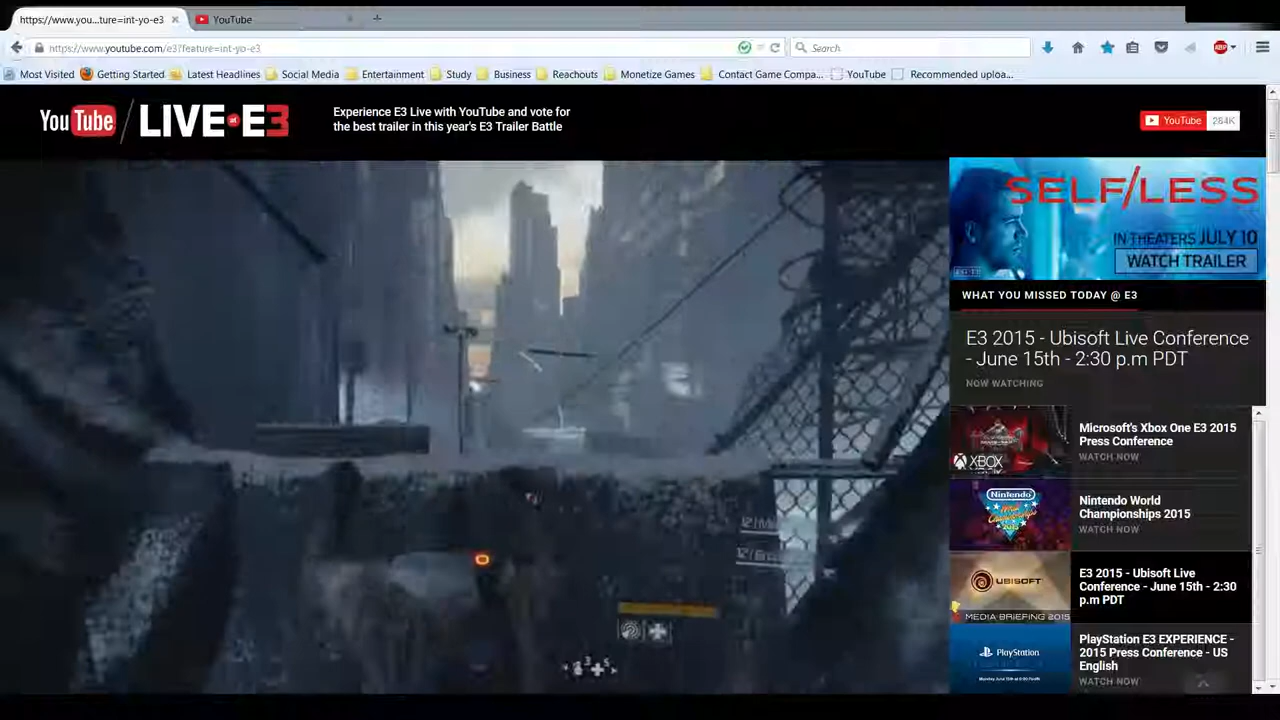 https://www.you...ture=int-yo-e3
YouTube
https://www.youtube.com/e3?feature=int-yo-e3
Search
ABP
Most Visited
Getting Started
Latest Headlines
Social Media
Entertainment
Study
Business
Reachouts
Monetize Games
Contact Game Compa...
YouTube
Recommended uploa...
YouTube / LIVE at E3
Experience E3 Live with YouTube and vote for
the best trailer in this year's E3 Trailer Battle
YouTube
284K
SELF/LESS
IN THEATERS JULY 10
WATCH TRAILER
WHAT YOU MISSED TODAY @ E3
E3 2015 - Ubisoft Live Conference
- June 15th - 2:30 p.m PDT
NOW WATCHING
XBOX
Microsoft's Xbox One E3 2015
Press Conference
WATCH NOW
Nintendo
World
Championships
2015
Nintendo World
Championships 2015
WATCH NOW
UBISOFT
MEDIA BRIEFING 2015
E3 2015 - Ubisoft Live
Conference - June 15th - 2:30
p.m PDT
PlayStation
PlayStation E3 EXPERIENCE -
2015 Press Conference - US
English
WATCH NOW